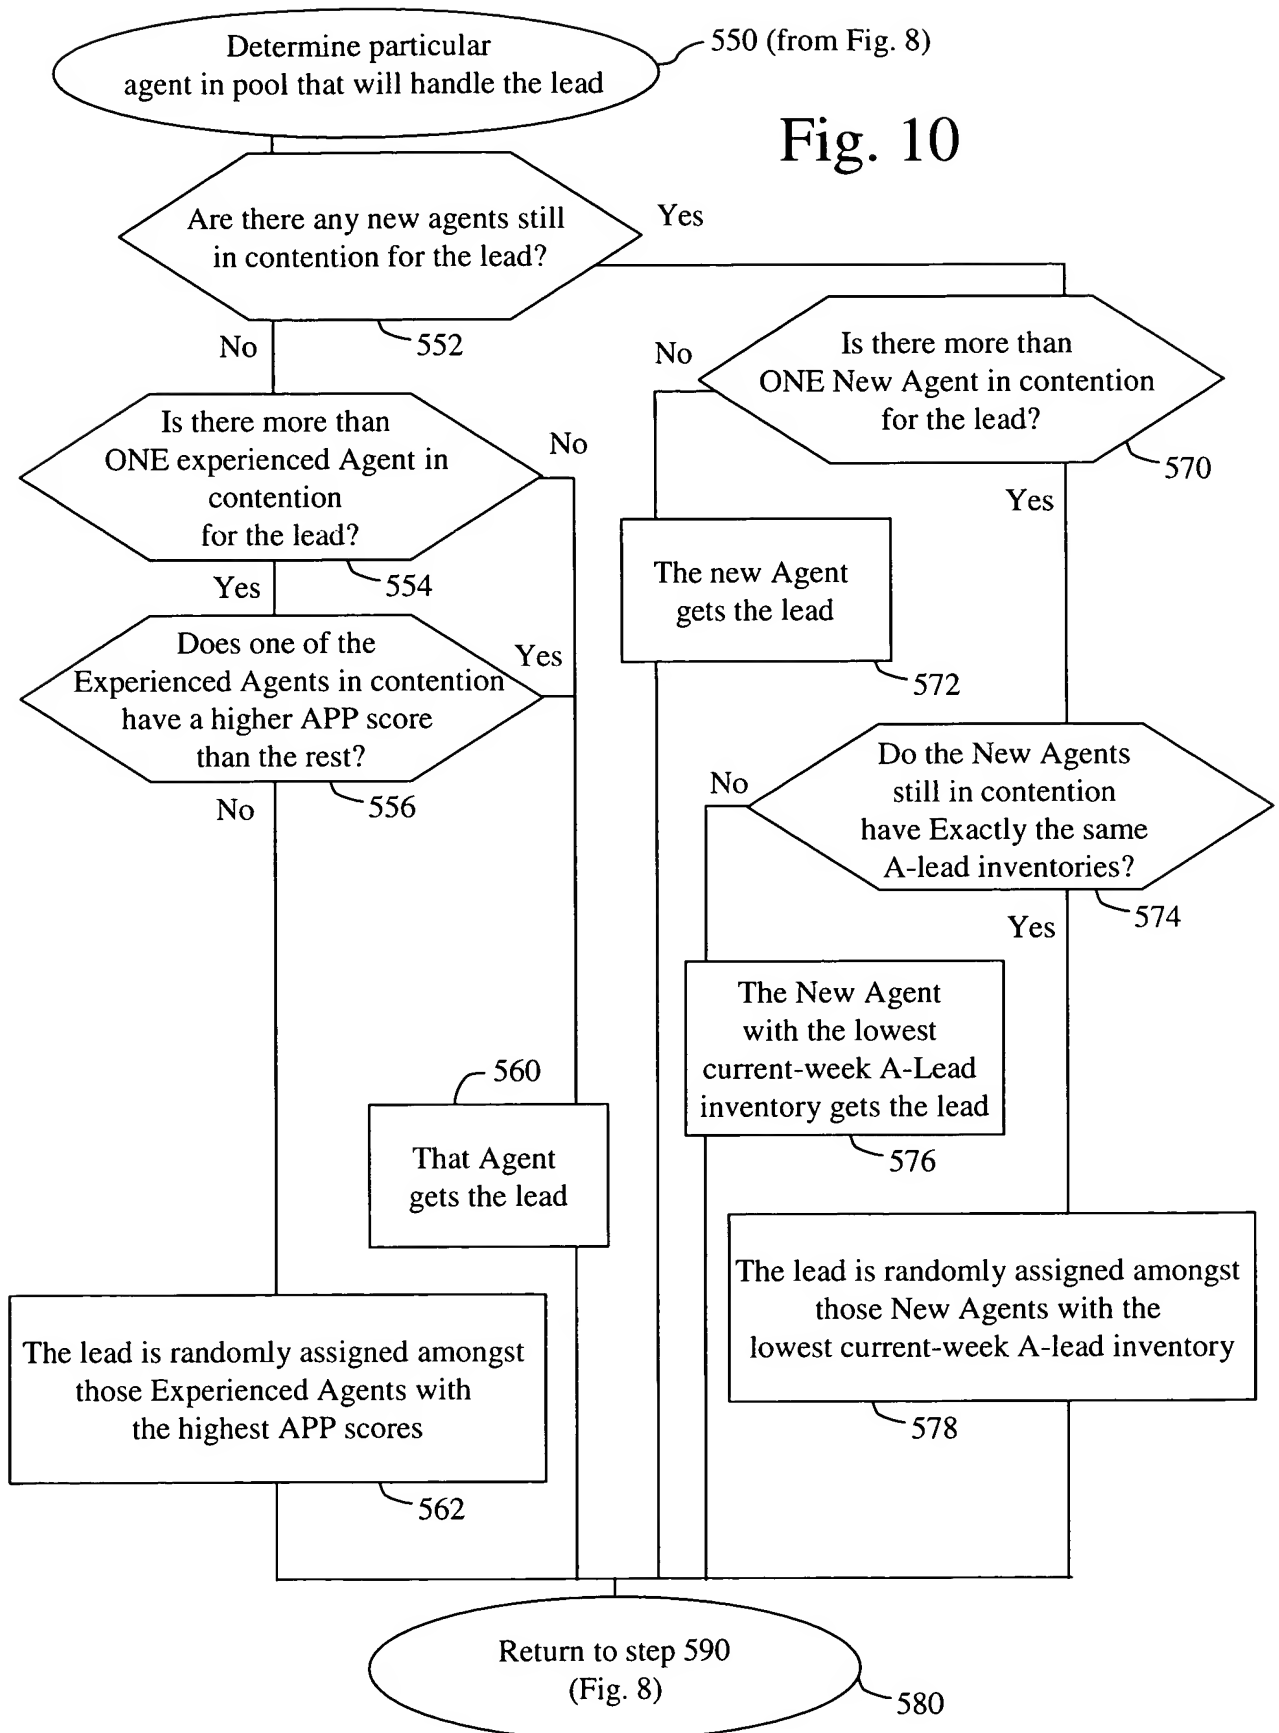 Determine particular
agent in pool that will handle the lead
550 (from Fig. 8)
Fig. 10
Are there any new agents still
in contention for the lead?
Yes
552
No
Is there more than
ONE New Agent in contention
for the lead?
No
570
Yes
Is there more than
ONE experienced Agent in
contention
for the lead?
No
554
Yes
The new Agent
gets the lead
572
Does one of the
Experienced Agents in contention
have a higher APP score
than the rest?
Yes
556
No
Do the New Agents
still in contention
have Exactly the same
A-lead inventories?
No
574
Yes
The New Agent
with the lowest
current-week A-Lead
inventory gets the lead
576
560
That Agent
gets the lead
The lead is randomly assigned amongst
those New Agents with the
lowest current-week A-lead inventory
578
The lead is randomly assigned amongst
those Experienced Agents with
the highest APP scores
562
Return to step 590
(Fig. 8)
580